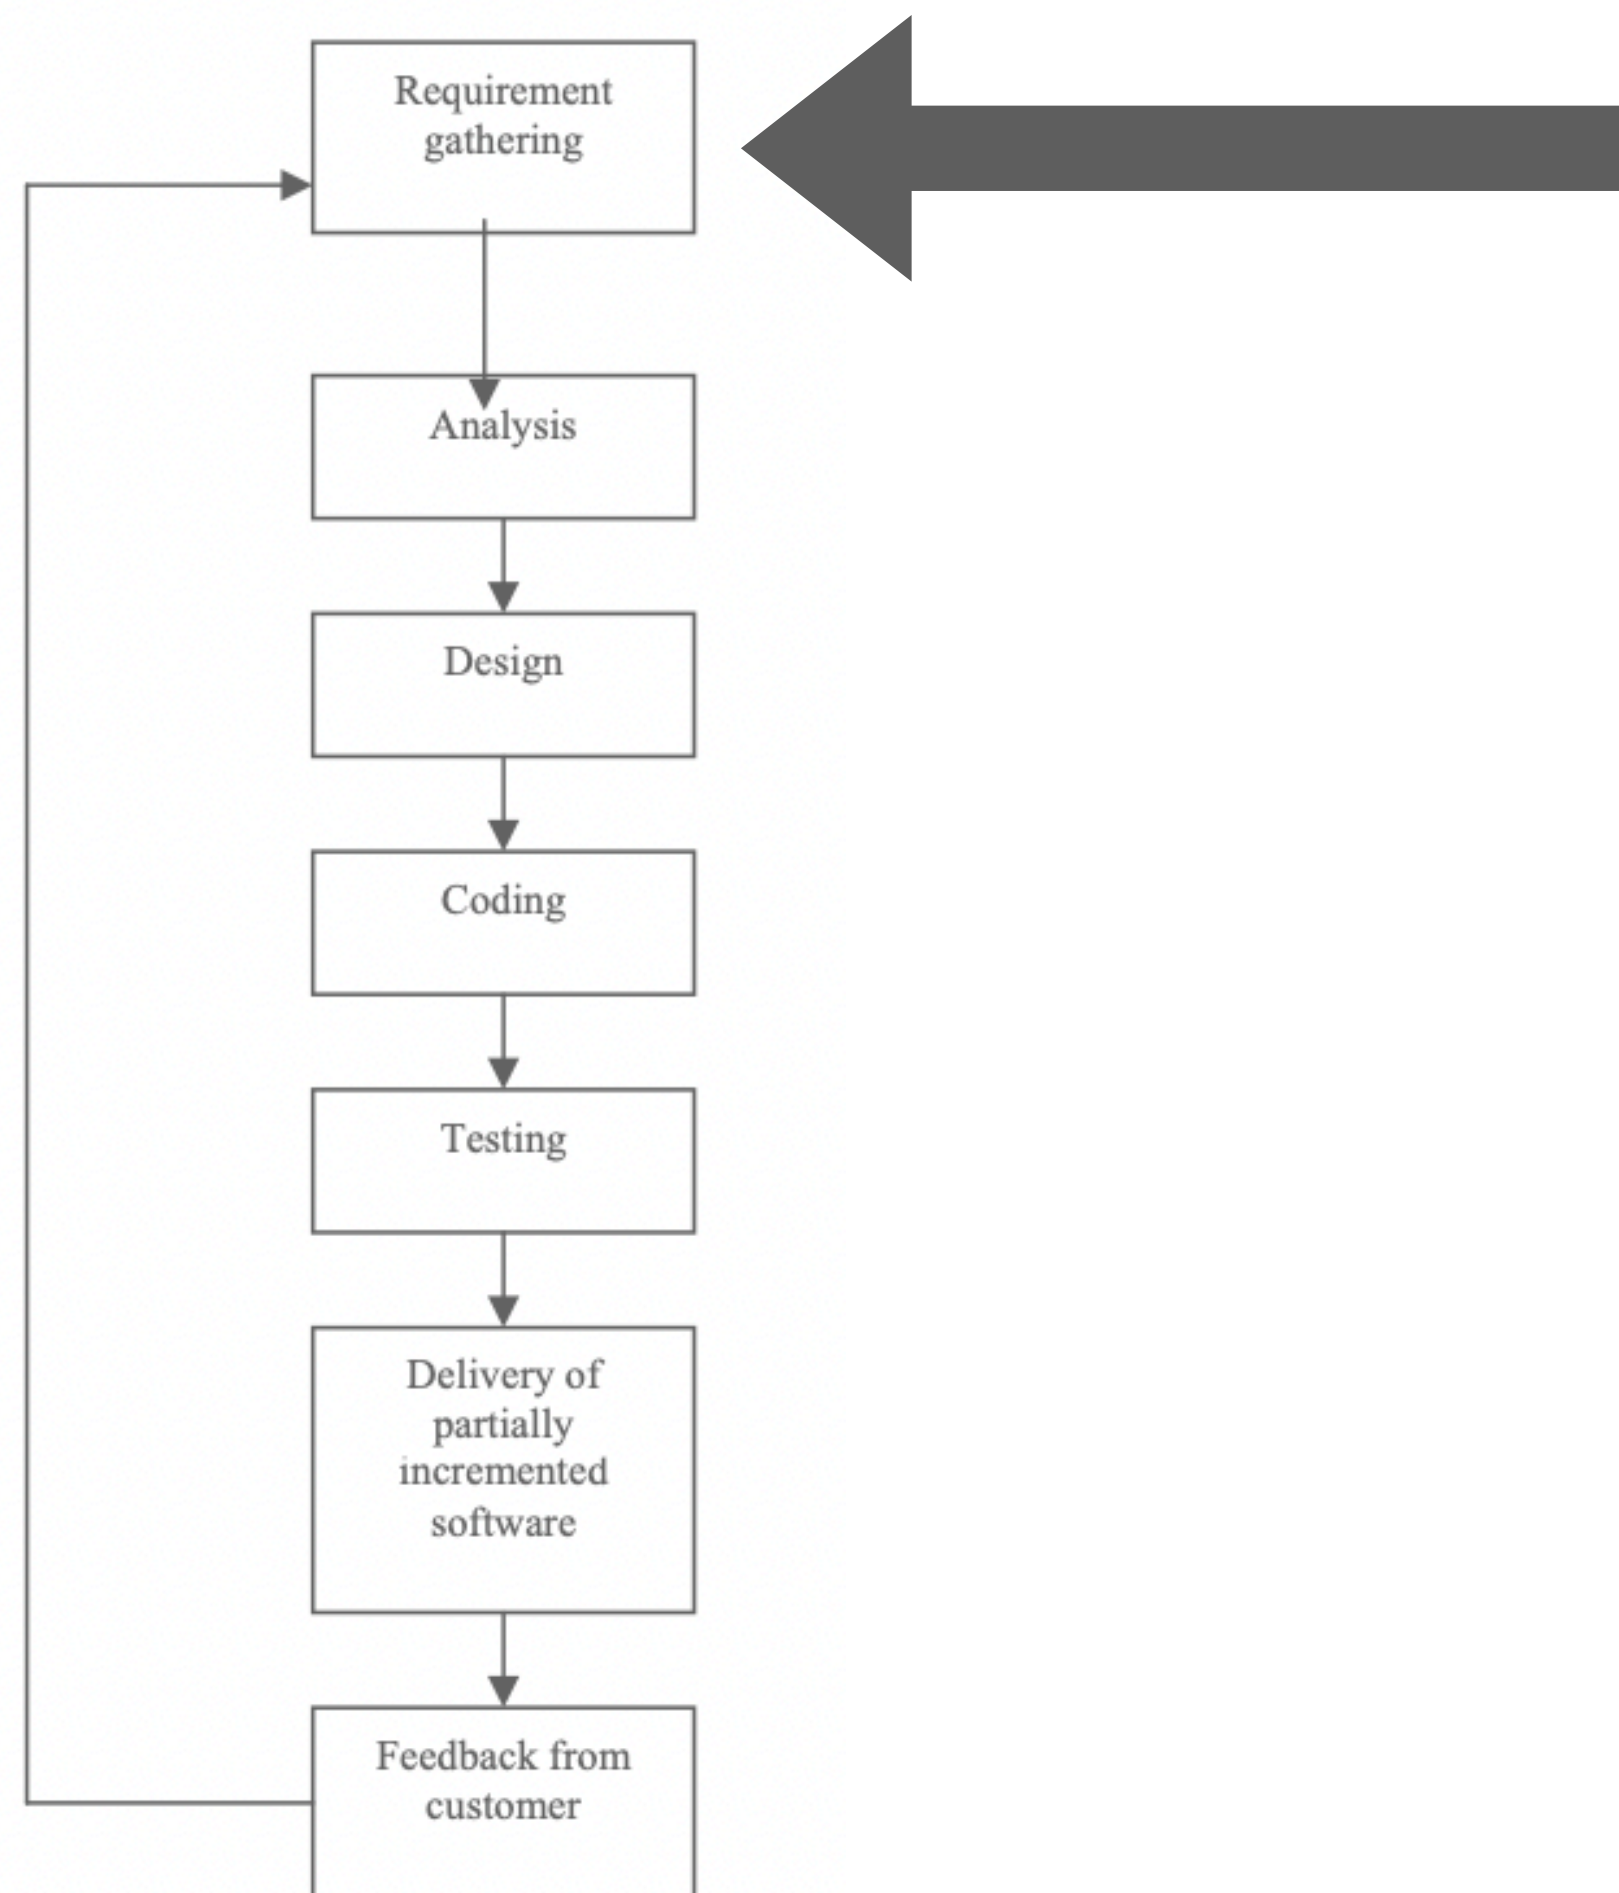 Requirement
gathering
Analysis
Design
Coding
Testing
Delivery of
partially
incremented
software
Feedback from
customer